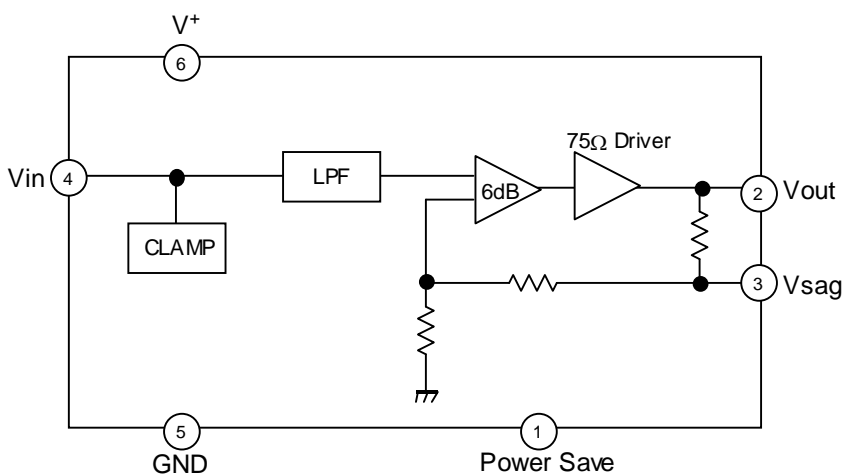 V+
6
75Ω Driver
Vin
4
LPF
6dB
2
Vout
CLAMP
3
Vsag
5
1
GND
Power Save